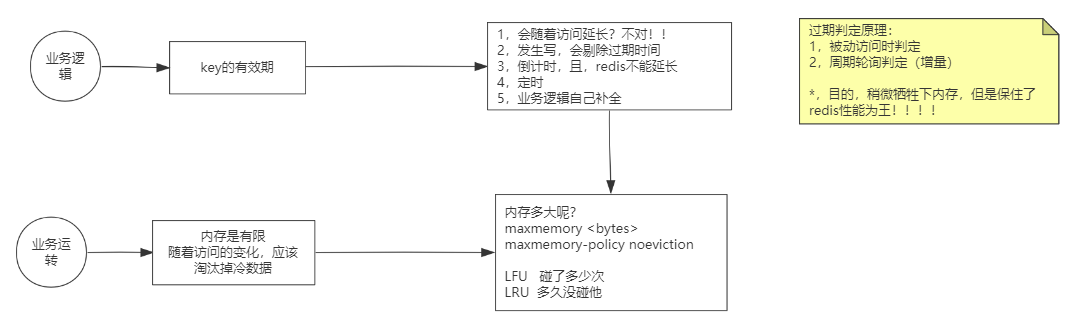 业务逻
辑
key的有效期
1，会随着访问延长？不对！！
2，发生写，会剔除过期时间
3，倒计时，且，redis不能延长
4，定时
5，业务逻辑自己补全
过期判定原理：
1，被动访问时判定
2，周期轮询判定（增量）
*，目的，稍微牺牲下内存，但是保住了
redis性能为王！！！！
业务运
转
内存是有限
随着访问的变化，应该
淘汰掉冷数据
内存多大呢？
maxmemory <bytes>
maxmemory-policy noeviction
LFU 碰了多少次
LRU 多久没碰他